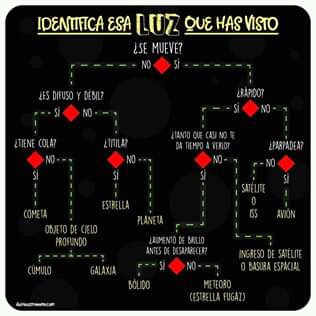 IDENTIFICA ESA LUZ QUE HAS VISTO
¿SE MUEVE?
NO
SÍ
¿ES DIFUSO Y DÉBIL?
SÍ
NO
¿RÁPIDO?
SÍ
NO
¿TIENE COLA?
SÍ
NO
¿TITILA?
SÍ
NO
¿TANTO QUE CASI NO TE
DA TIEMPO A VERLO?
SÍ
NO
¿PARPADEA?
NO
SÍ
COMETA
OBJETO DE CIELO
PROFUNDO
CÚMULO
GALAXIA
ESTRELLA
PLANETA
SATÉLITE
O
ISS
AVIÓN
¿AUMENTO DE BRILLO
ANTES DE DESAPARECER?
SÍ
NO
INGRESO DE SATÉLITE
O BASURA ESPACIAL
BÓLIDO
METEORO
(ESTRELLA FUGAZ)